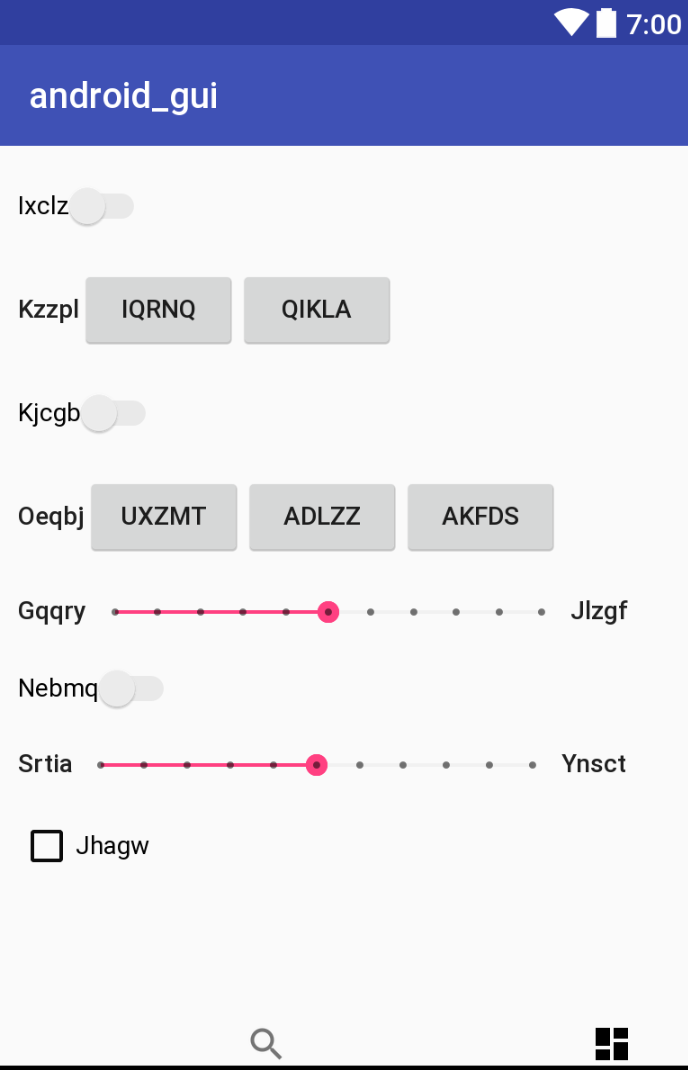 7:00
android_gui
Ixclz
Kzzpl IQRNQ QIKLA
Kjcgb
Oeqbj UXZMT ADLZZ AKFDS
Gqqry Jlzgf
Nebmq
Srtia Ynsct
Jhagw